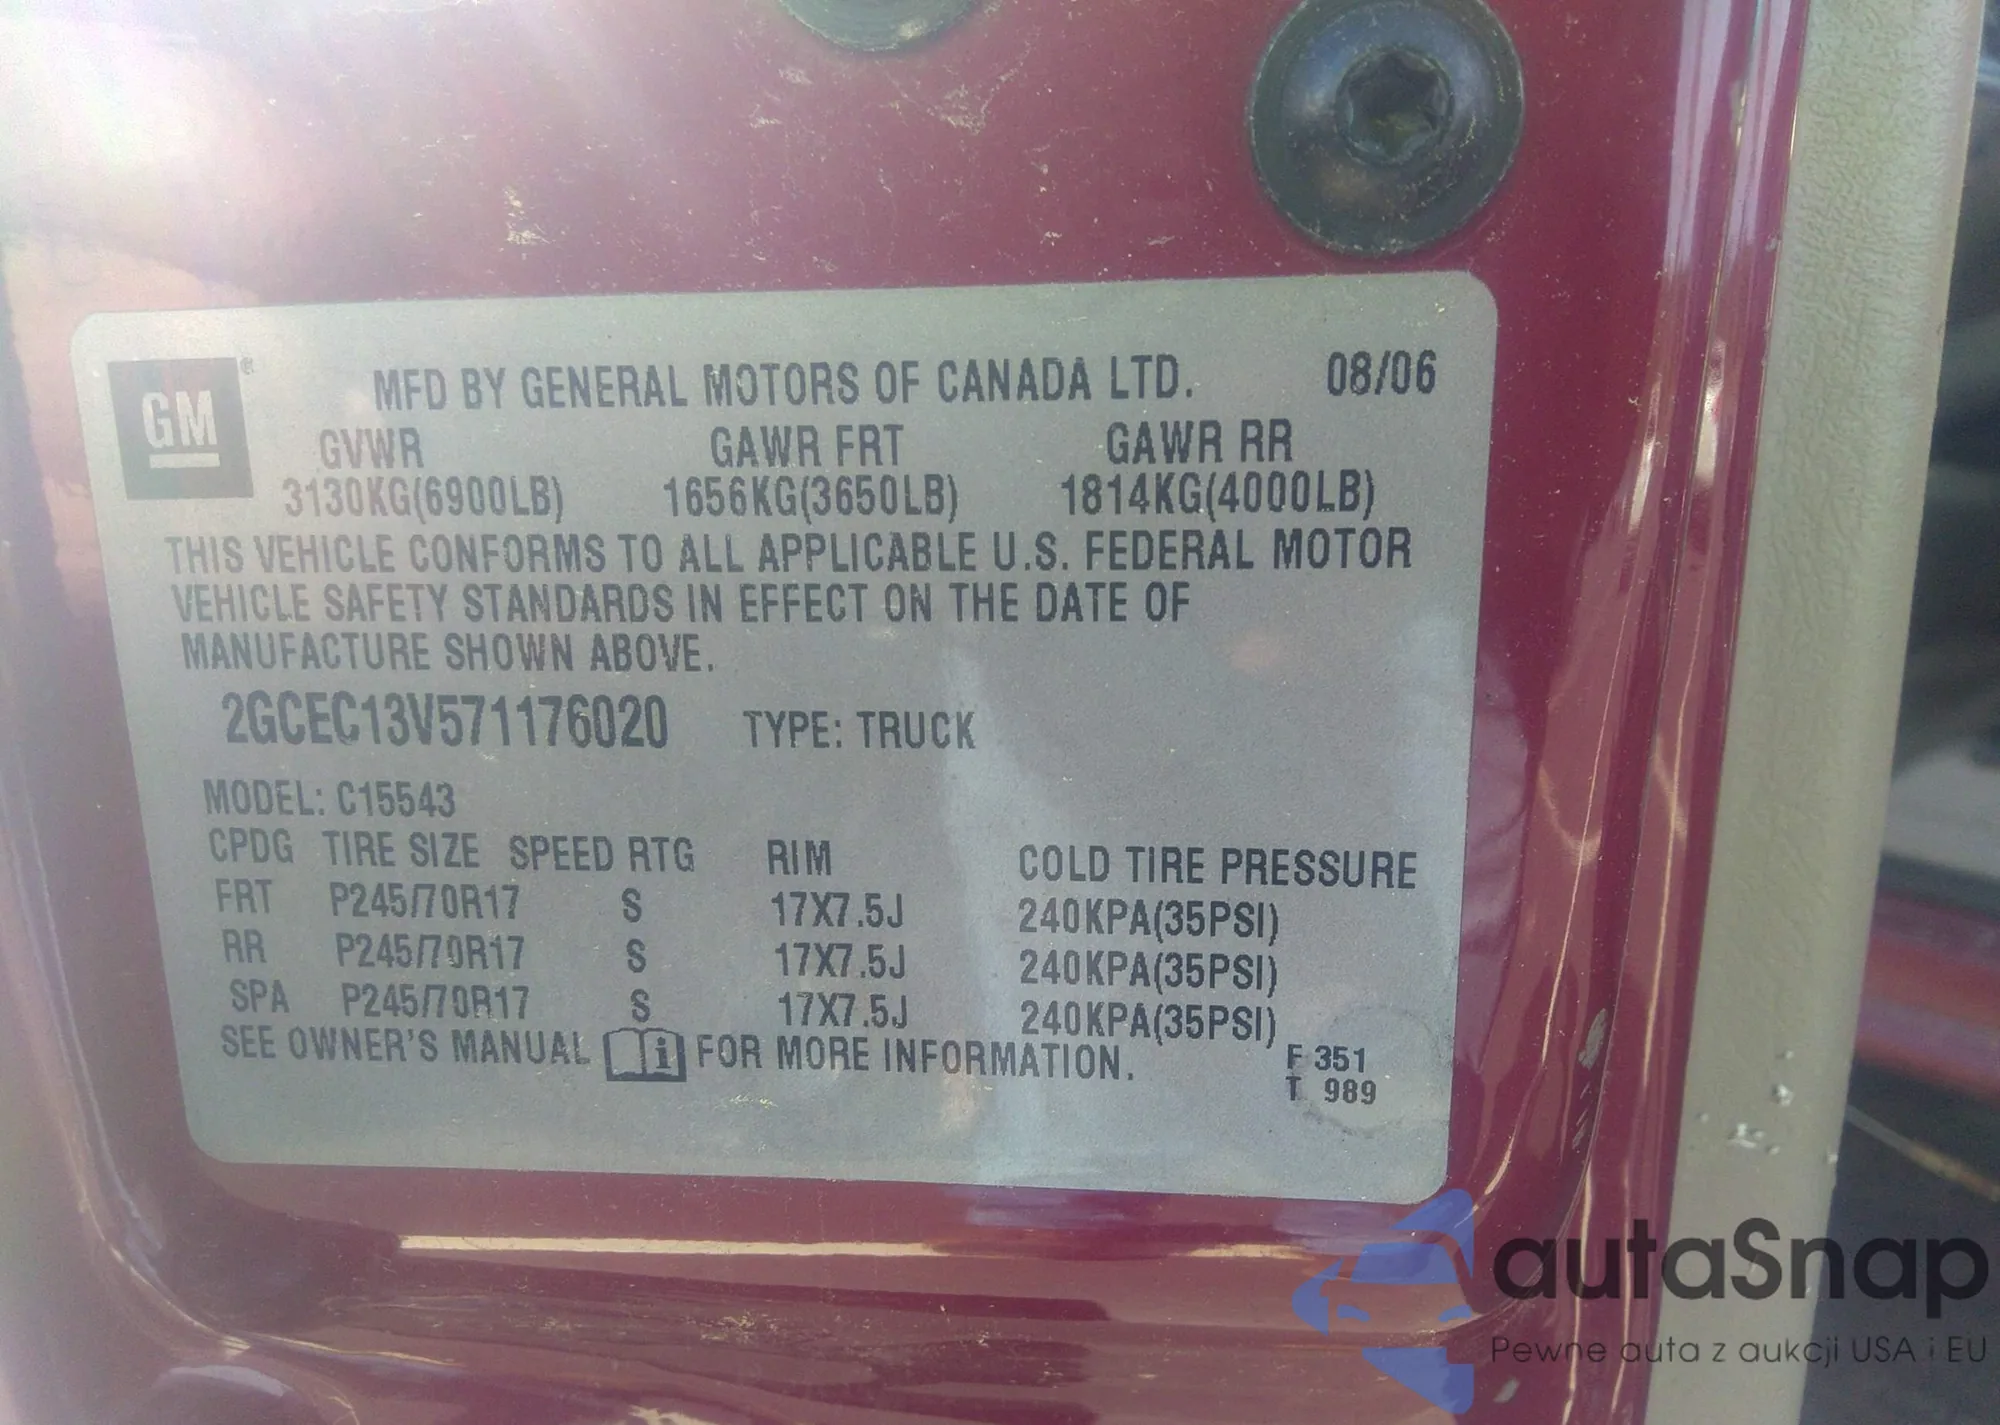 GM
MFD BY GENERAL MOTORS OF CANADA LTD. 08/06
GVWR GAWR FRT GAWR RR
3130KG(6900LB) 1656KG(3650LB) 1814KG(4000LB)
THIS VEHICLE CONFORMS TO ALL APPLICABLE U.S. FEDERAL MOTOR
VEHICLE SAFETY STANDARDS IN EFFECT ON THE DATE OF
MANUFACTURE SHOWN ABOVE.
2GCEC13V571176020 TYPE: TRUCK
MODEL: C15543
CPDG TIRE SIZE SPEED RTG RIM COLD TIRE PRESSURE
FRT P245/70R17 S 17X7.5J 240KPA(35PSI)
RR P245/70R17 S 17X7.5J 240KPA(35PSI)
SPA P245/70R17 S 17X7.5J 240KPA(35PSI)
SEE OWNER'S MANUAL i FOR MORE INFORMATION.
F 351
T 989
autaSnap
Pewne auta z aukcji USA i EU